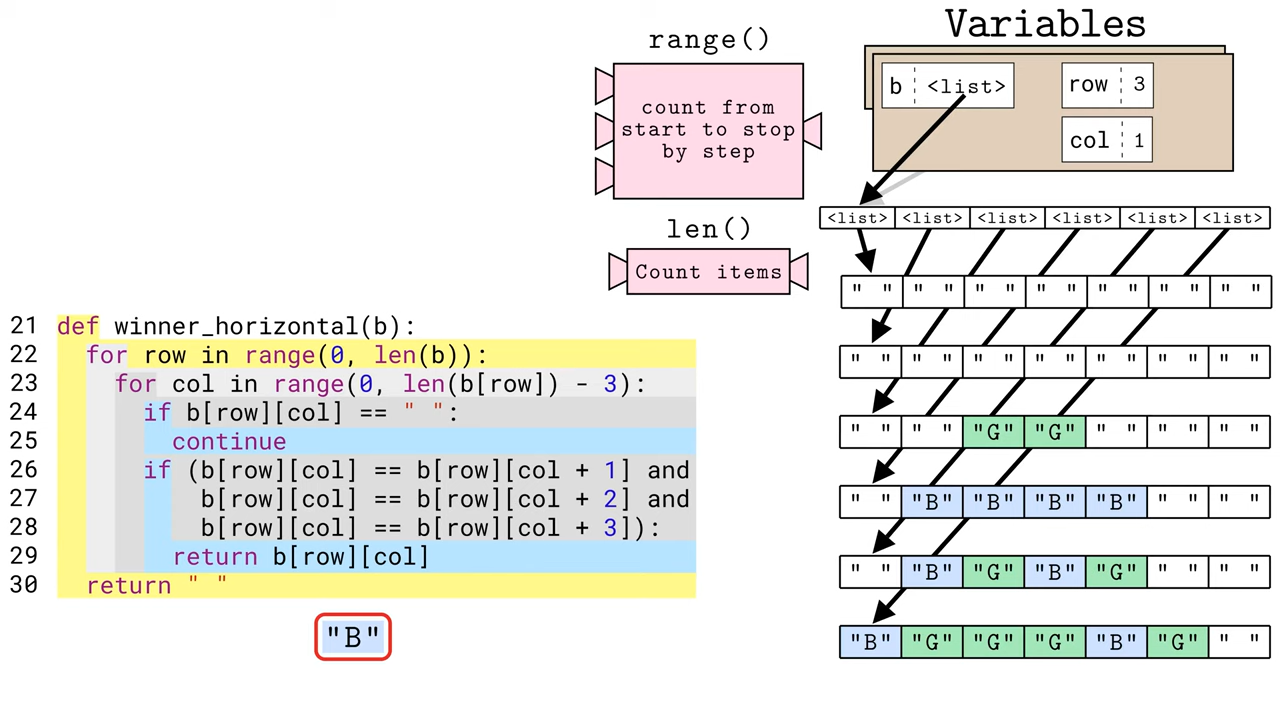 Variables
range()
count from
start to stop
by step
b <list>
row 3
col 1
len()
Count items
<list> <list> <list> <list> <list> <list>
" " " " " " " " " " " " " "
" " " " " " " " " " " " " "
" " " " "G" "G" " " " " " "
" " "B" "B" "B" "B" " " " "
" " "B" "G" "B" "G" " " " "
"B" "G" "G" "G" "B" "G" " "
21 def winner_horizontal(b):
22 for row in range(0, len(b)):
23 for col in range(0, len(b[row]) - 3):
24 if b[row][col] == " ":
25 continue
26 if (b[row][col] == b[row][col + 1] and
27 b[row][col] == b[row][col + 2] and
28 b[row][col] == b[row][col + 3]):
29 return b[row][col]
30 return " "
"B"